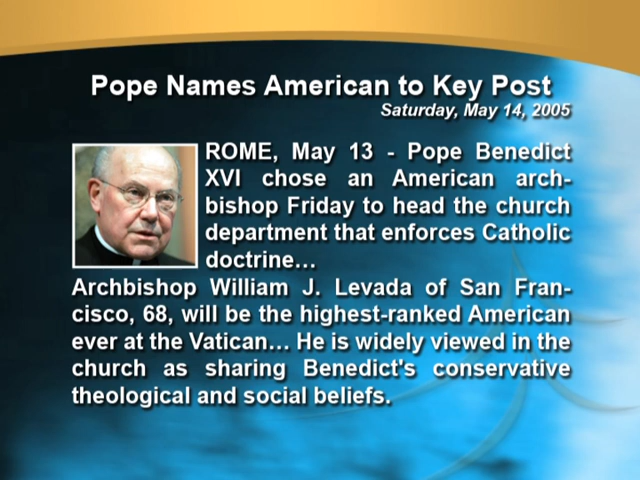 Pope Names American to Key Post
Saturday, May 14, 2005
ROME, May 13 - Pope Benedict
XVI chose an American arch-
bishop Friday to head the church
department that enforces Catholic
doctrine…
Archbishop William J. Levada of San Fran-
cisco, 68, will be the highest-ranked American
ever at the Vatican… He is widely viewed in the
church as sharing Benedict's conservative
theological and social beliefs.